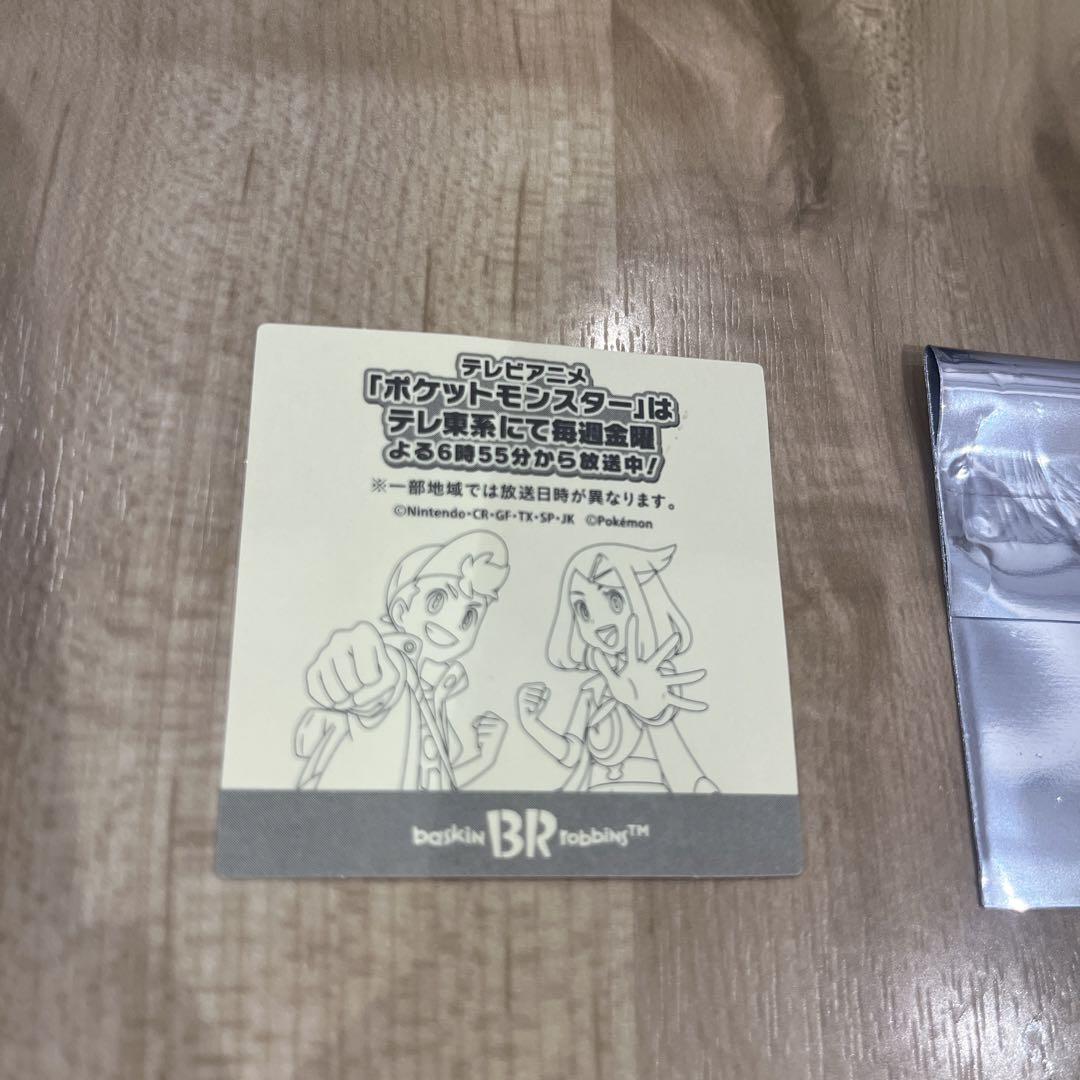 テレビアニメ
「ポケットモンスター」は
テレ東系にて毎週金曜
よる6時55分から放送中!
※一部地域では放送日時が異なります。
©Nintendo・CR・GF・TX・SP・JK ©Pokémon
baskin BR robbins™